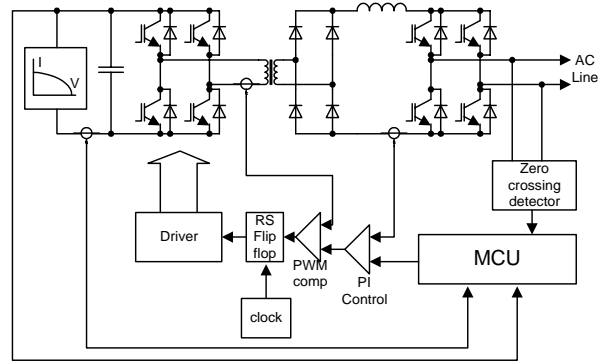 I
V
AC
Line
Zero
crossing
detector
Driver
RS
Flip
flop
PWM
comp
PI
Control
MCU
clock